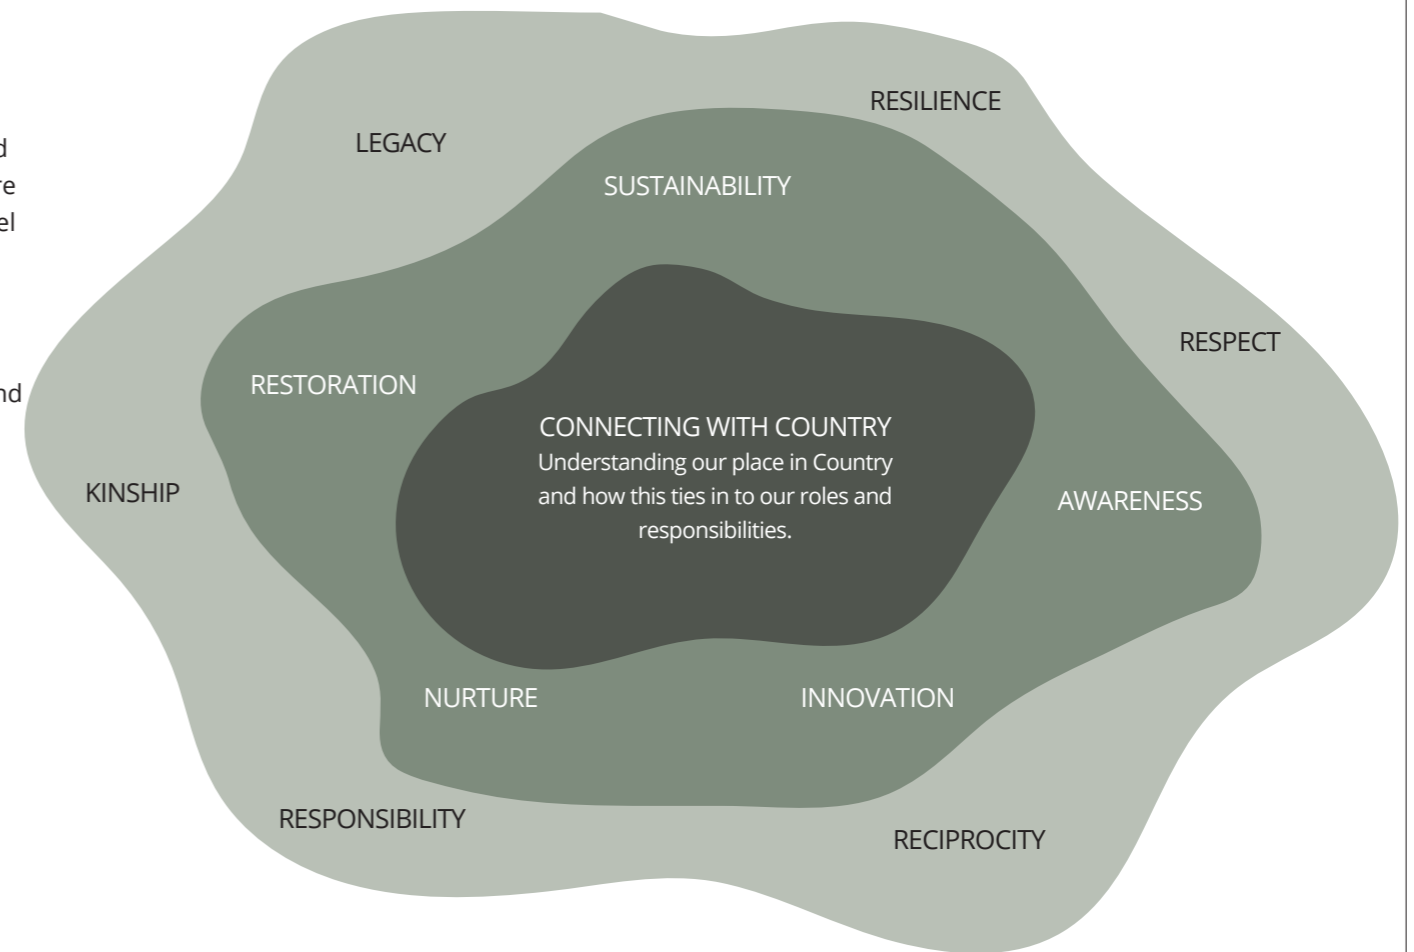 RESILIENCE
LEGACY
SUSTAINABILITY
RESPECT
RESTORATION
CONNECTING WITH COUNTRY
Understanding our place in Country
and how this ties in to our roles and
responsibilities.
KINSHIP
AWARENESS
NURTURE
INNOVATION
RESPONSIBILITY
RECIPROCITY